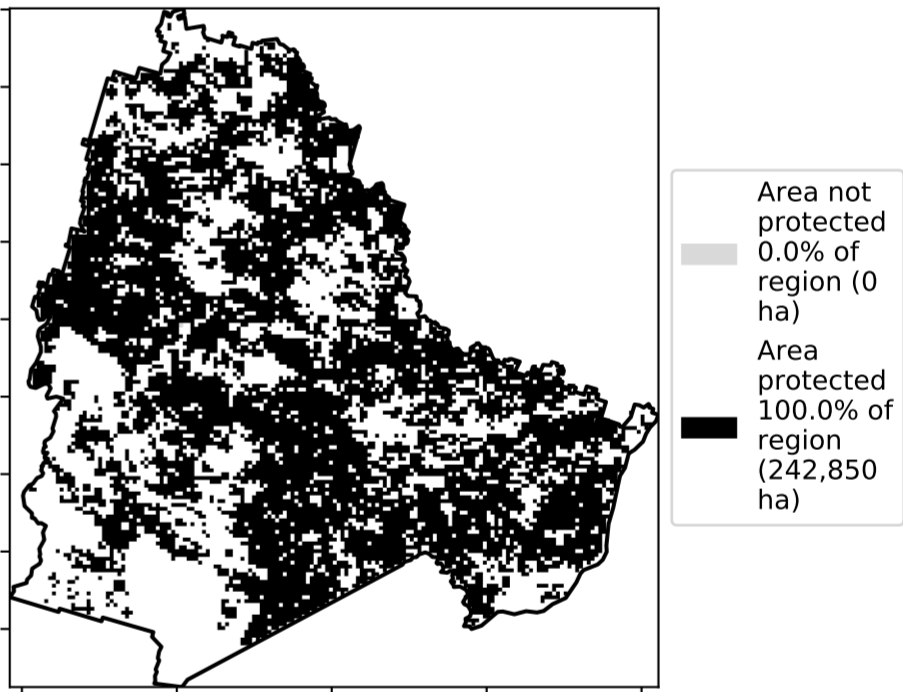 Area not
protected
0.0% of
region (0
ha)
Area
protected
100.0% of
region
(242,850
ha)